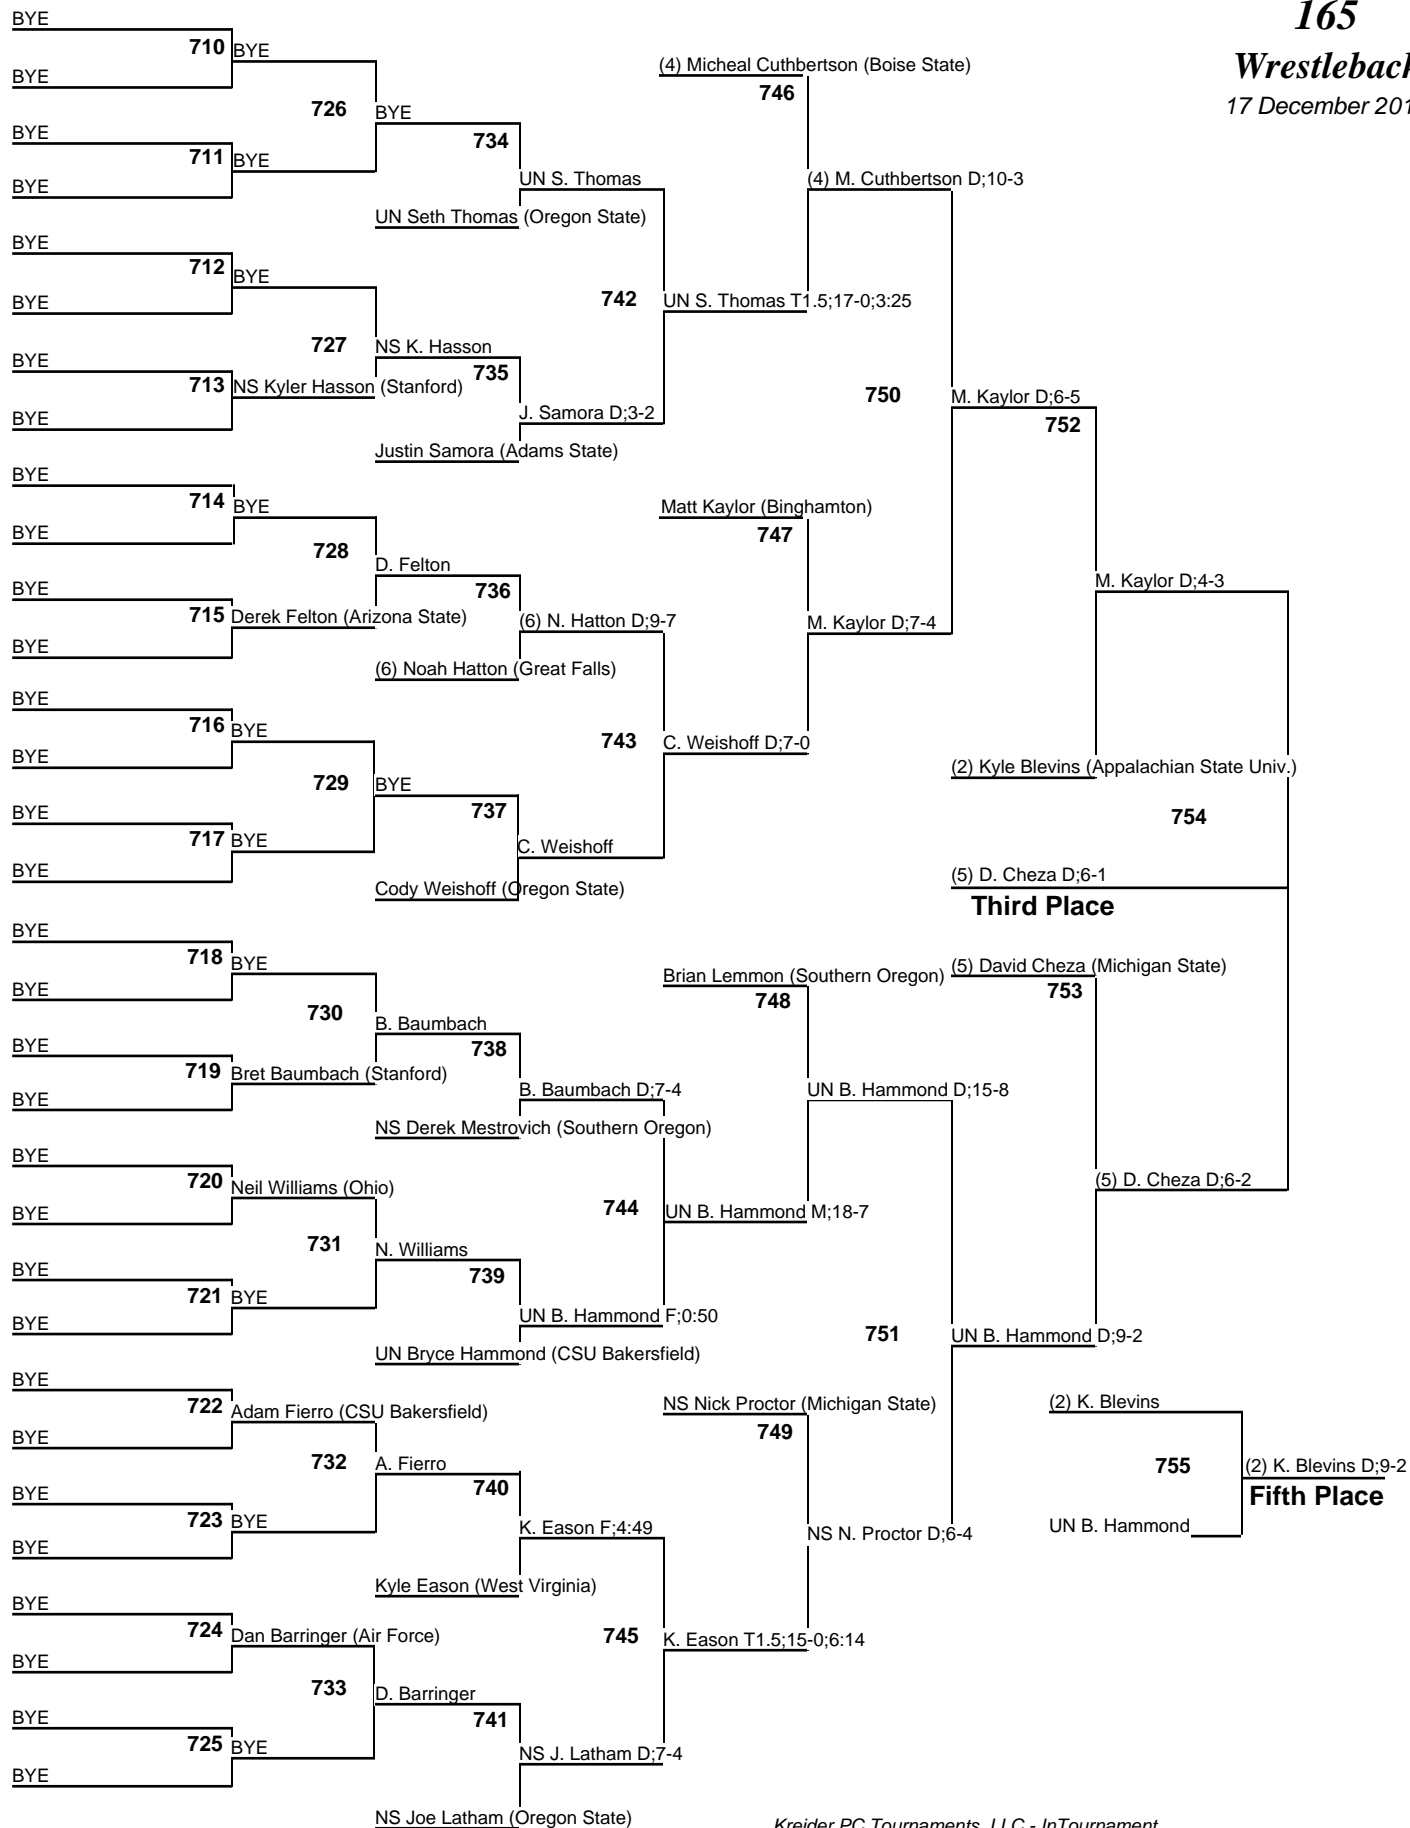 165
Wrestleback
17 December 201
BYE
710
BYE
BYE
726
BYE
BYE
711
BYE
BYE
734
UN S. Thomas
UN Seth Thomas (Oregon State)
BYE
712
BYE
BYE
727
NS K. Hasson
BYE
713
NS Kyler Hasson (Stanford)
BYE
735
J. Samora D;3-2
Justin Samora (Adams State)
742
UN S. Thomas T1.5;17-0;3:25
(4) Micheal Cuthbertson (Boise State)
746
(4) M. Cuthbertson D;10-3
BYE
714
BYE
BYE
728
D. Felton
BYE
715
Derek Felton (Arizona State)
BYE
736
(6) N. Hatton D;9-7
(6) Noah Hatton (Great Falls)
BYE
716
BYE
BYE
729
BYE
BYE
717
BYE
BYE
737
C. Weishoff
Cody Weishoff (Oregon State)
743
C. Weishoff D;7-0
Matt Kaylor (Binghamton)
747
M. Kaylor D;7-4
750
M. Kaylor D;6-5
752
M. Kaylor D;4-3
(2) Kyle Blevins (Appalachian State Univ.)
754
(5) D. Cheza D;6-1
Third Place
BYE
718
BYE
BYE
730
B. Baumbach
BYE
719
Bret Baumbach (Stanford)
BYE
738
B. Baumbach D;7-4
NS Derek Mestrovich (Southern Oregon)
BYE
720
Neil Williams (Ohio)
BYE
731
N. Williams
BYE
721
BYE
BYE
739
UN B. Hammond F;0:50
UN Bryce Hammond (CSU Bakersfield)
744
UN B. Hammond M;18-7
Brian Lemmon (Southern Oregon)
748
UN B. Hammond D;15-8
(5) David Cheza (Michigan State)
753
(5) D. Cheza D;6-2
751
UN B. Hammond D;9-2
BYE
722
Adam Fierro (CSU Bakersfield)
BYE
732
A. Fierro
BYE
723
BYE
BYE
740
K. Eason F;4:49
Kyle Eason (West Virginia)
BYE
724
Dan Barringer (Air Force)
BYE
733
D. Barringer
BYE
725
BYE
BYE
741
NS J. Latham D;7-4
NS Joe Latham (Oregon State)
745
K. Eason T1.5;15-0;6:14
NS Nick Proctor (Michigan State)
749
NS N. Proctor D;6-4
(2) K. Blevins
755
(2) K. Blevins D;9-2
Fifth Place
UN B. Hammond
Kreider PC Tournaments, LLC - InTournament